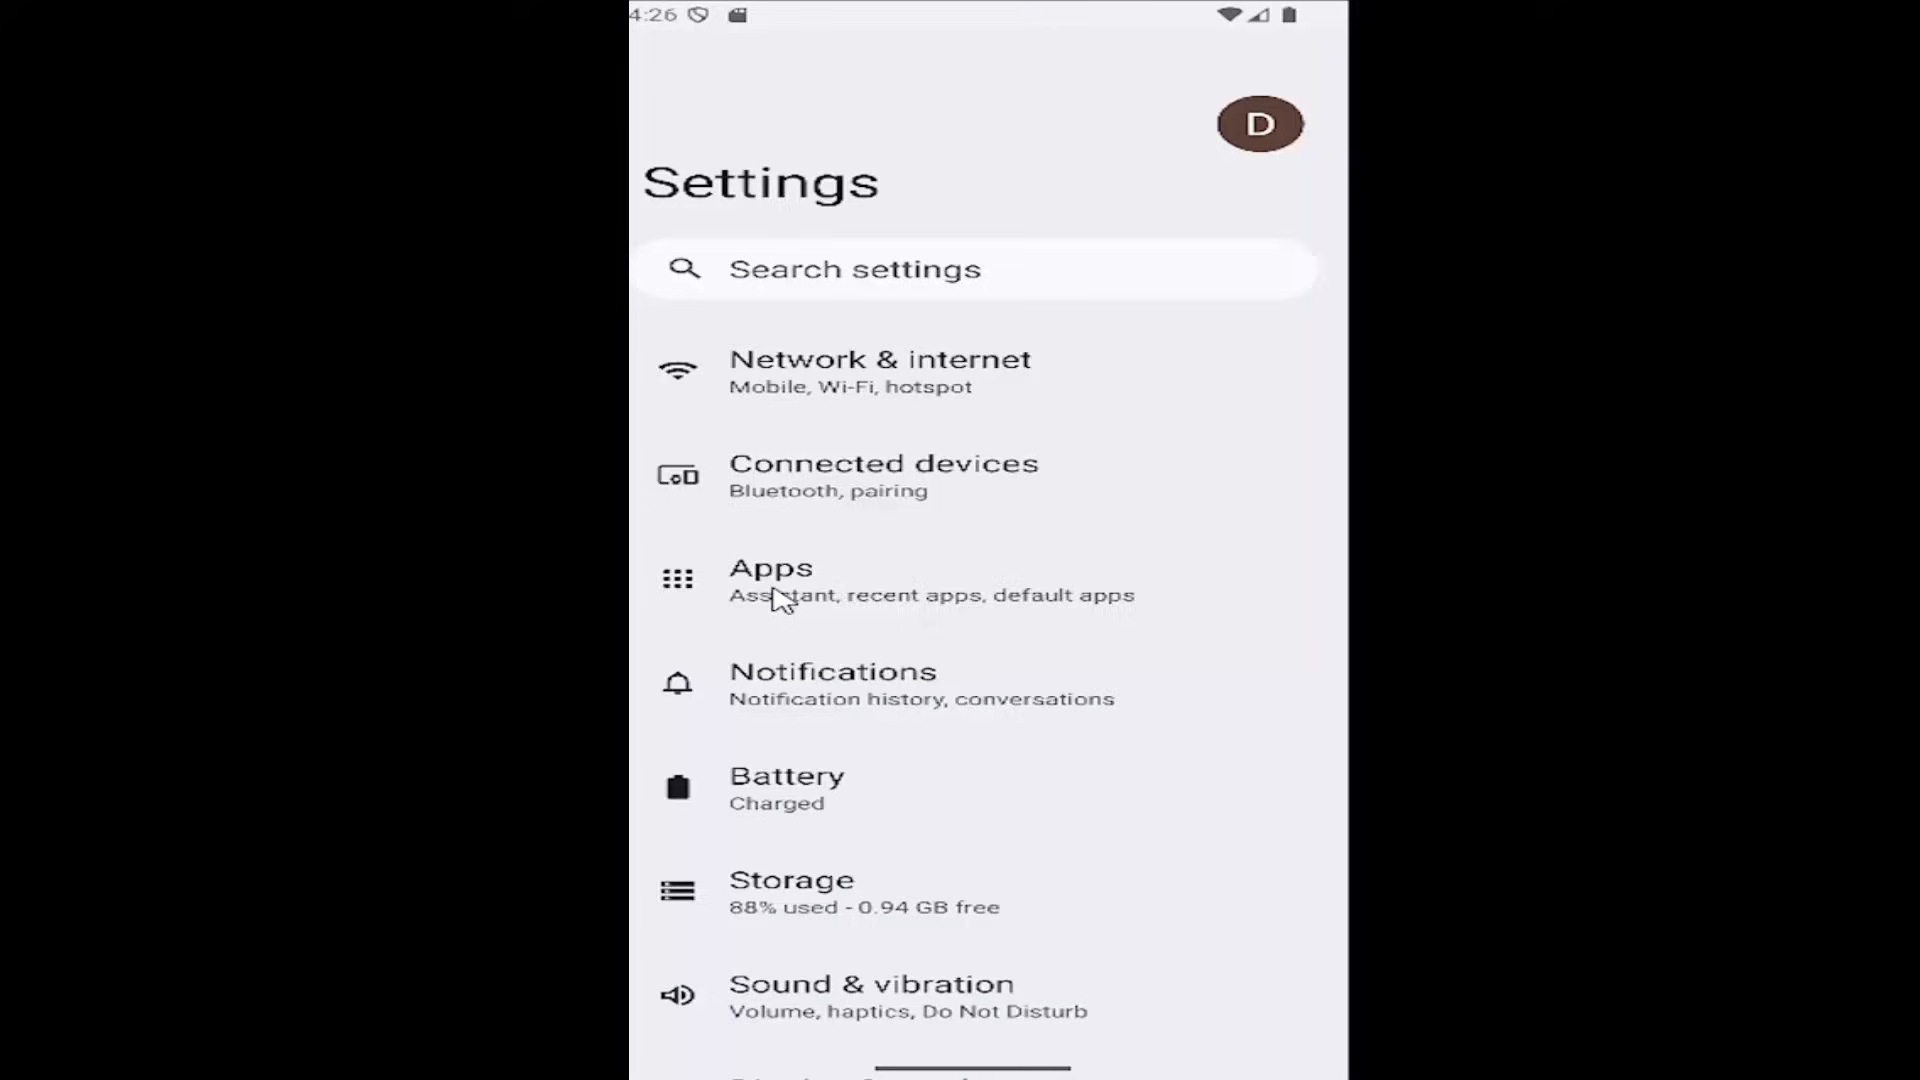 4:26
D
Settings
Search settings
Network & internet
Mobile, Wi-Fi, hotspot
Connected devices
Bluetooth, pairing
Apps
Assistant, recent apps, default apps
Notifications
Notification history, conversations
Battery
Charged
Storage
88% used - 0.94 GB free
Sound & vibration
Volume, haptics, Do Not Disturb